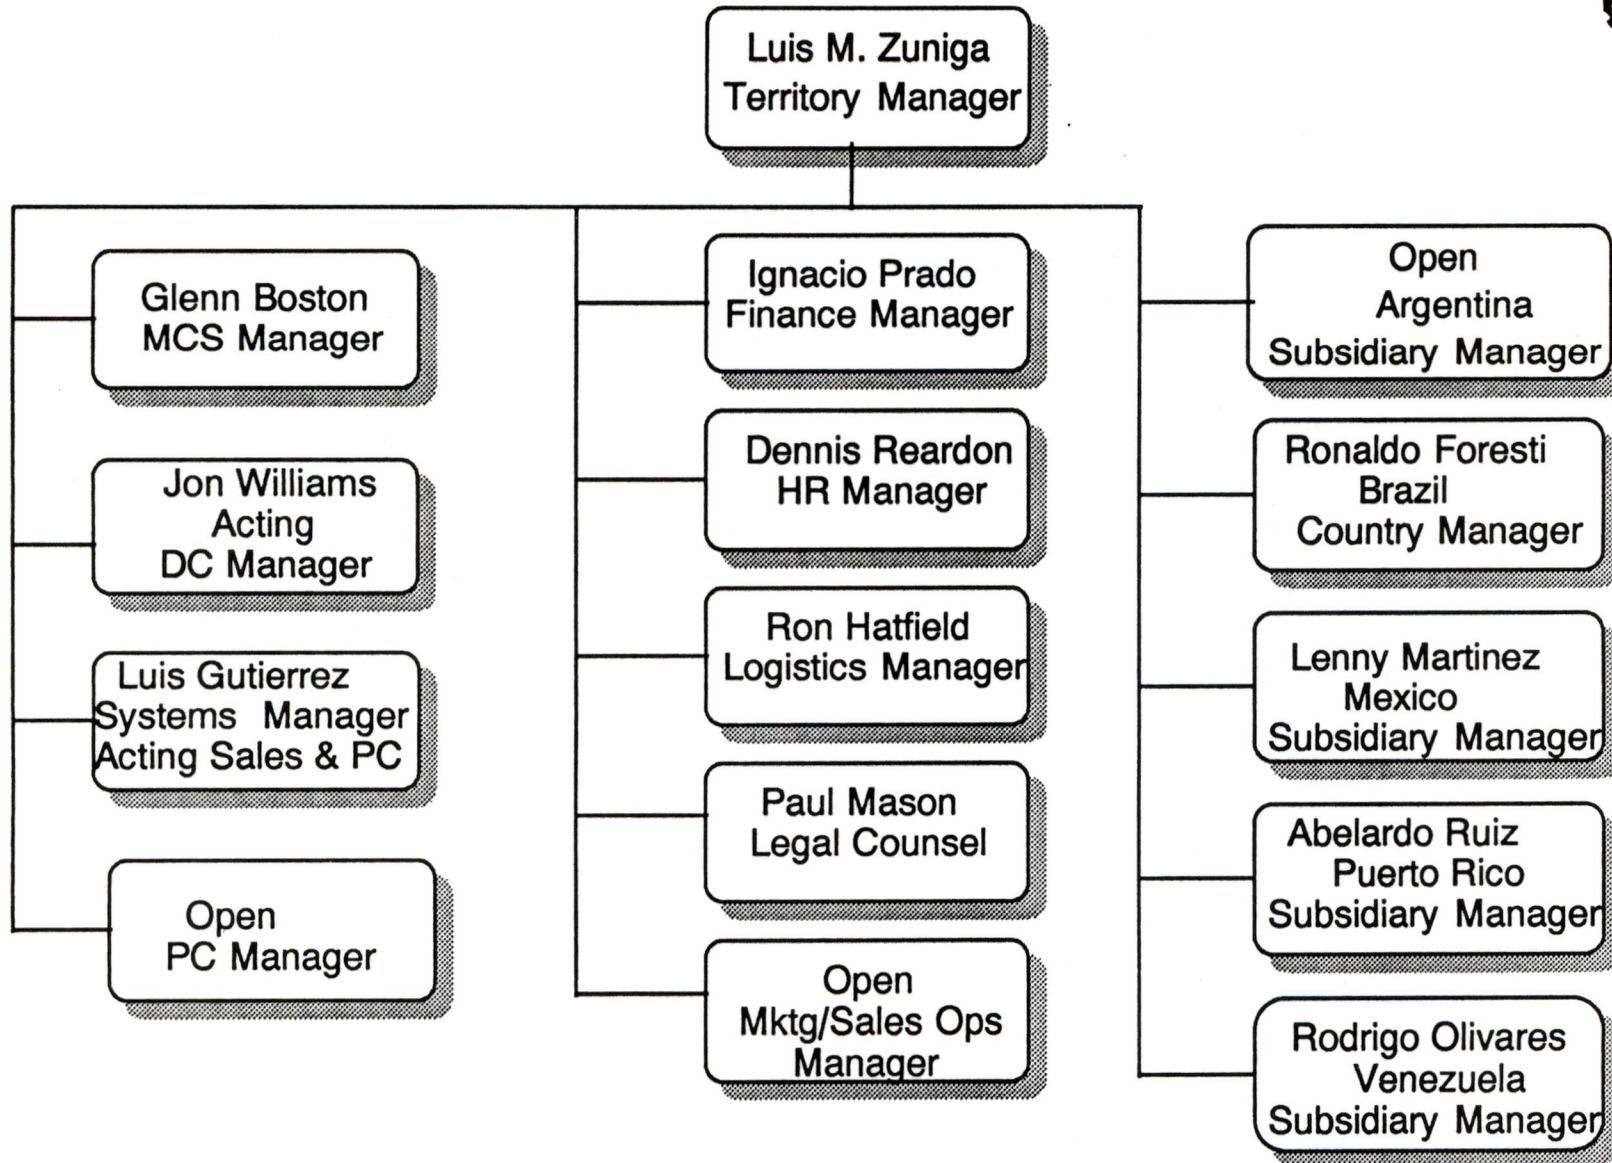 Luis M. Zuniga
Territory Manager
Glenn Boston
MCS Manager
Jon Williams
Acting
DC Manager
Luis Gutierrez
Systems Manager
Acting Sales & PC
Open
PC Manager
Ignacio Prado
Finance Manager
Dennis Reardon
HR Manager
Ron Hatfield
Logistics Manager
Paul Mason
Legal Counsel
Open
Mktg/Sales Ops
Manager
Open
Argentina
Subsidiary Manager
Ronaldo Foresti
Brazil
Country Manager
Lenny Martinez
Mexico
Subsidiary Manager
Abelardo Ruiz
Puerto Rico
Subsidiary Manager
Rodrigo Olivares
Venezuela
Subsidiary Manager